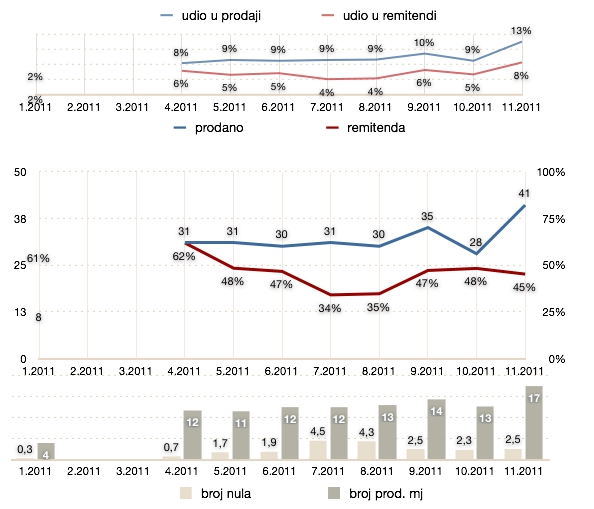 udio u prodaji udio u remitendi
13%
10%
8% 9% 9% 9% 9% 9%
2%
6% 5% 5% 4% 4% 6% 5% 8%
2%
1.2011 2.2011 3.2011 4.2011 5.2011 6.2011 7.2011 8.2011 9.2011 10.2011 11.2011
prodano remitenda
50 100%
41
38 75%
31 31 30 31 30 35 28
61% 62%
25 50%
48% 47% 34% 35% 47% 48% 45%
13 25%
8
0 0%
1.2011 2.2011 3.2011 4.2011 5.2011 6.2011 7.2011 8.2011 9.2011 10.2011 11.2011
0,3 4 0,7 12 1,7 11 1,9 12 4,5 12 4,3 13 2,5 14 2,3 13 2,5 17
1.2011 2.2011 3.2011 4.2011 5.2011 6.2011 7.2011 8.2011 9.2011 10.2011 11.2011
broj nula broj prod. mj